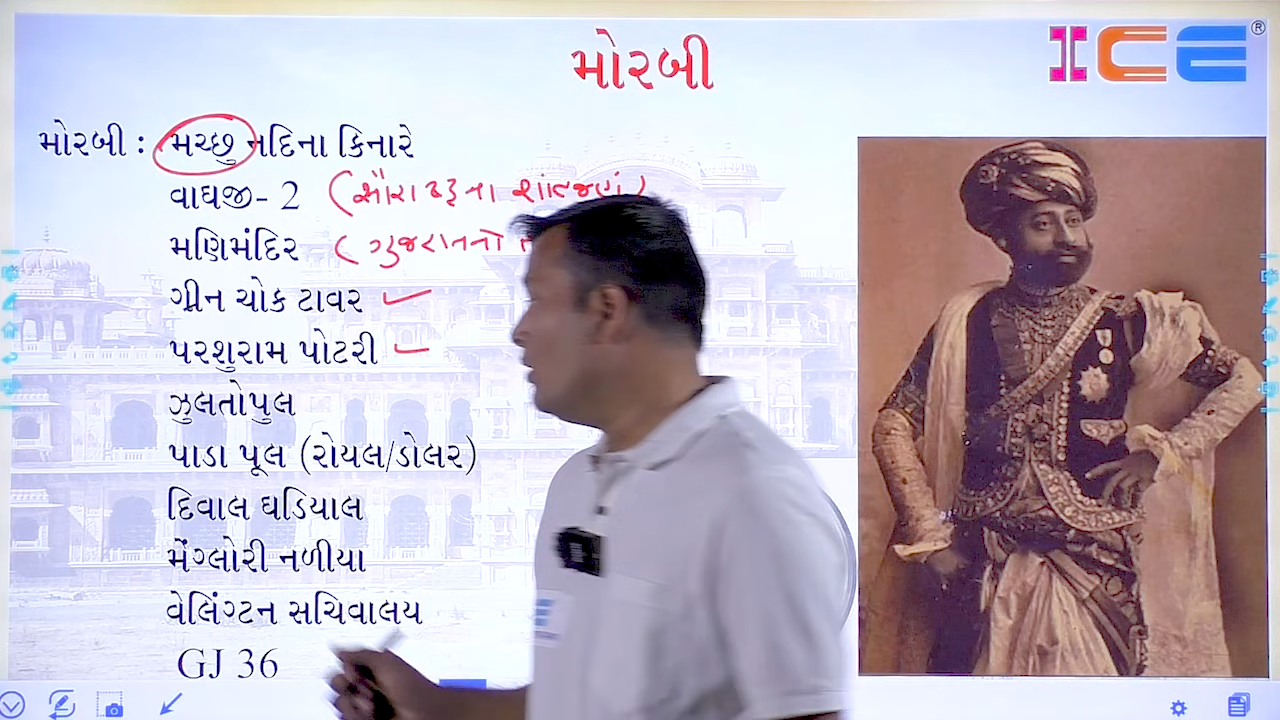 મોરબી
ICE ®
મોરબી : મચ્છુ નદિના કિનારે
વાઘજી- 2 (સૌરાષ્ટ્રના
મણિમંદિર (ગુજરાતનો
ગ્રીન ચોક ટાવર
પરશુરામ પોટરી
ઝુલતોપુલ
પાડા પૂલ (રોયલ/ડોલર)
દિવાલ ઘડિયાલ
મેંગ્લોરી નળીયા
વેલિંગ્ટન સચિવાલય
GJ 36